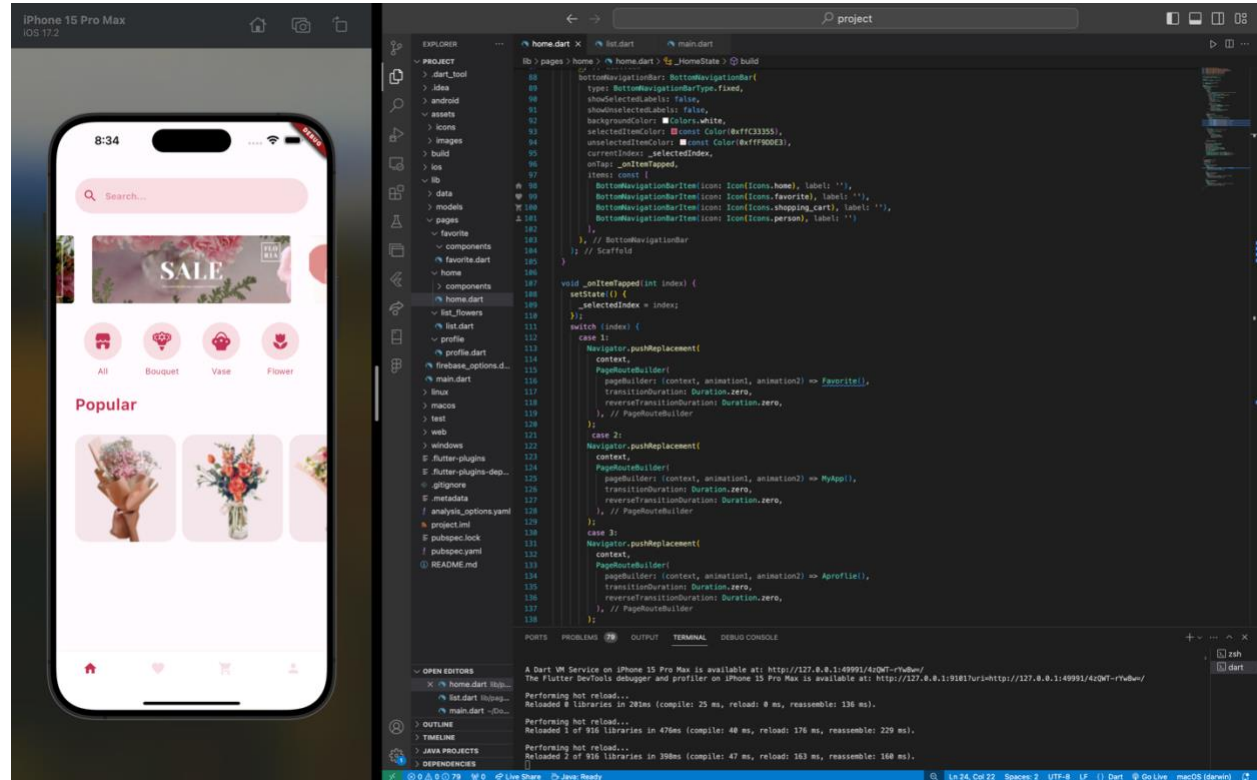 iPhone 15 Pro Max
iOS 17.2
8:34
DEBUG
Search...
SALE
FLO
RIA
All
Bouquet
Vase
Flower
Popular
project
EXPLORER
PROJECT
.dart_tool
.idea
android
assets
icons
images
build
ios
lib
data
models
pages
favorite
components
favorite.dart
home
components
home.dart
list_flowers
list.dart
profile
profile.dart
firebase_options.d...
main.dart
linux
macos
test
web
windows
.flutter-plugins
.flutter-plugins-dep...
.gitignore
.metadata
analysis_options.yaml
project.iml
pubspec.lock
pubspec.yaml
README.md
OPEN EDITORS
home.dart lib/p...
list.dart lib/pag...
main.dart ~/Do...
OUTLINE
TIMELINE
JAVA PROJECTS
DEPENDENCIES
home.dart
list.dart
main.dart
lib > pages > home > home.dart > _HomeState > build
88 bottomNavigationBar: BottomNavigationBar(
89 type: BottomNavigationBarType.fixed,
90 showSelectedLabels: false,
91 showUnselectedLabels: false,
92 backgroundColor: Colors.white,
93 selectedItemColor: const Color(0xffC33355),
94 unselectedItemColor: const Color(0xffF9DDE3),
95 currentIndex: _selectedIndex,
96 onTap: _onItemTapped,
97 items: const [
98 BottomNavigationBarItem(icon: Icon(Icons.home), label: ''),
99 BottomNavigationBarItem(icon: Icon(Icons.favorite), label: ''),
100 BottomNavigationBarItem(icon: Icon(Icons.shopping_cart), label: ''),
101 BottomNavigationBarItem(icon: Icon(Icons.person), label: '')
102 ],
103 ), // BottomNavigationBar
104 ); // Scaffold
105 }
106
107 void _onItemTapped(int index) {
108 setState(() {
109 _selectedIndex = index;
110 });
111 switch (index) {
112 case 1:
113 Navigator.pushReplacement(
114 context,
115 PageRouteBuilder(
116 pageBuilder: (context, animation1, animation2) => Favorite(),
117 transitionDuration: Duration.zero,
118 reverseTransitionDuration: Duration.zero,
119 ), // PageRouteBuilder
120 );
121 case 2:
122 Navigator.pushReplacement(
123 context,
124 PageRouteBuilder(
125 pageBuilder: (context, animation1, animation2) => MyApp(),
126 transitionDuration: Duration.zero,
127 reverseTransitionDuration: Duration.zero,
128 ), // PageRouteBuilder
129 );
130 case 3:
131 Navigator.pushReplacement(
132 context,
133 PageRouteBuilder(
134 pageBuilder: (context, animation1, animation2) => Aproflie(),
135 transitionDuration: Duration.zero,
136 reverseTransitionDuration: Duration.zero,
137 ), // PageRouteBuilder
138 );
PORTS PROBLEMS 79 OUTPUT TERMINAL DEBUG CONSOLE
zsh
dart
A Dart VM Service on iPhone 15 Pro Max is available at: http://127.0.0.1:49991/4zQWT-rYwBw=/
The Flutter DevTools debugger and profiler on iPhone 15 Pro Max is available at: http://127.0.0.1:9101?uri=http://127.0.0.1:49991/4zQWT-rYwBw=/
Performing hot reload...
Reloaded 0 libraries in 201ms (compile: 25 ms, reload: 0 ms, reassemble: 136 ms).
Performing hot reload...
Reloaded 1 of 916 libraries in 476ms (compile: 40 ms, reload: 176 ms, reassemble: 229 ms).
Performing hot reload...
Reloaded 2 of 916 libraries in 398ms (compile: 47 ms, reload: 163 ms, reassemble: 160 ms).
0 0 79 0 Live Share Java: Ready
Ln 24, Col 22 Spaces: 2 UTF-8 LF {} Dart Go Live macOS (darwin)